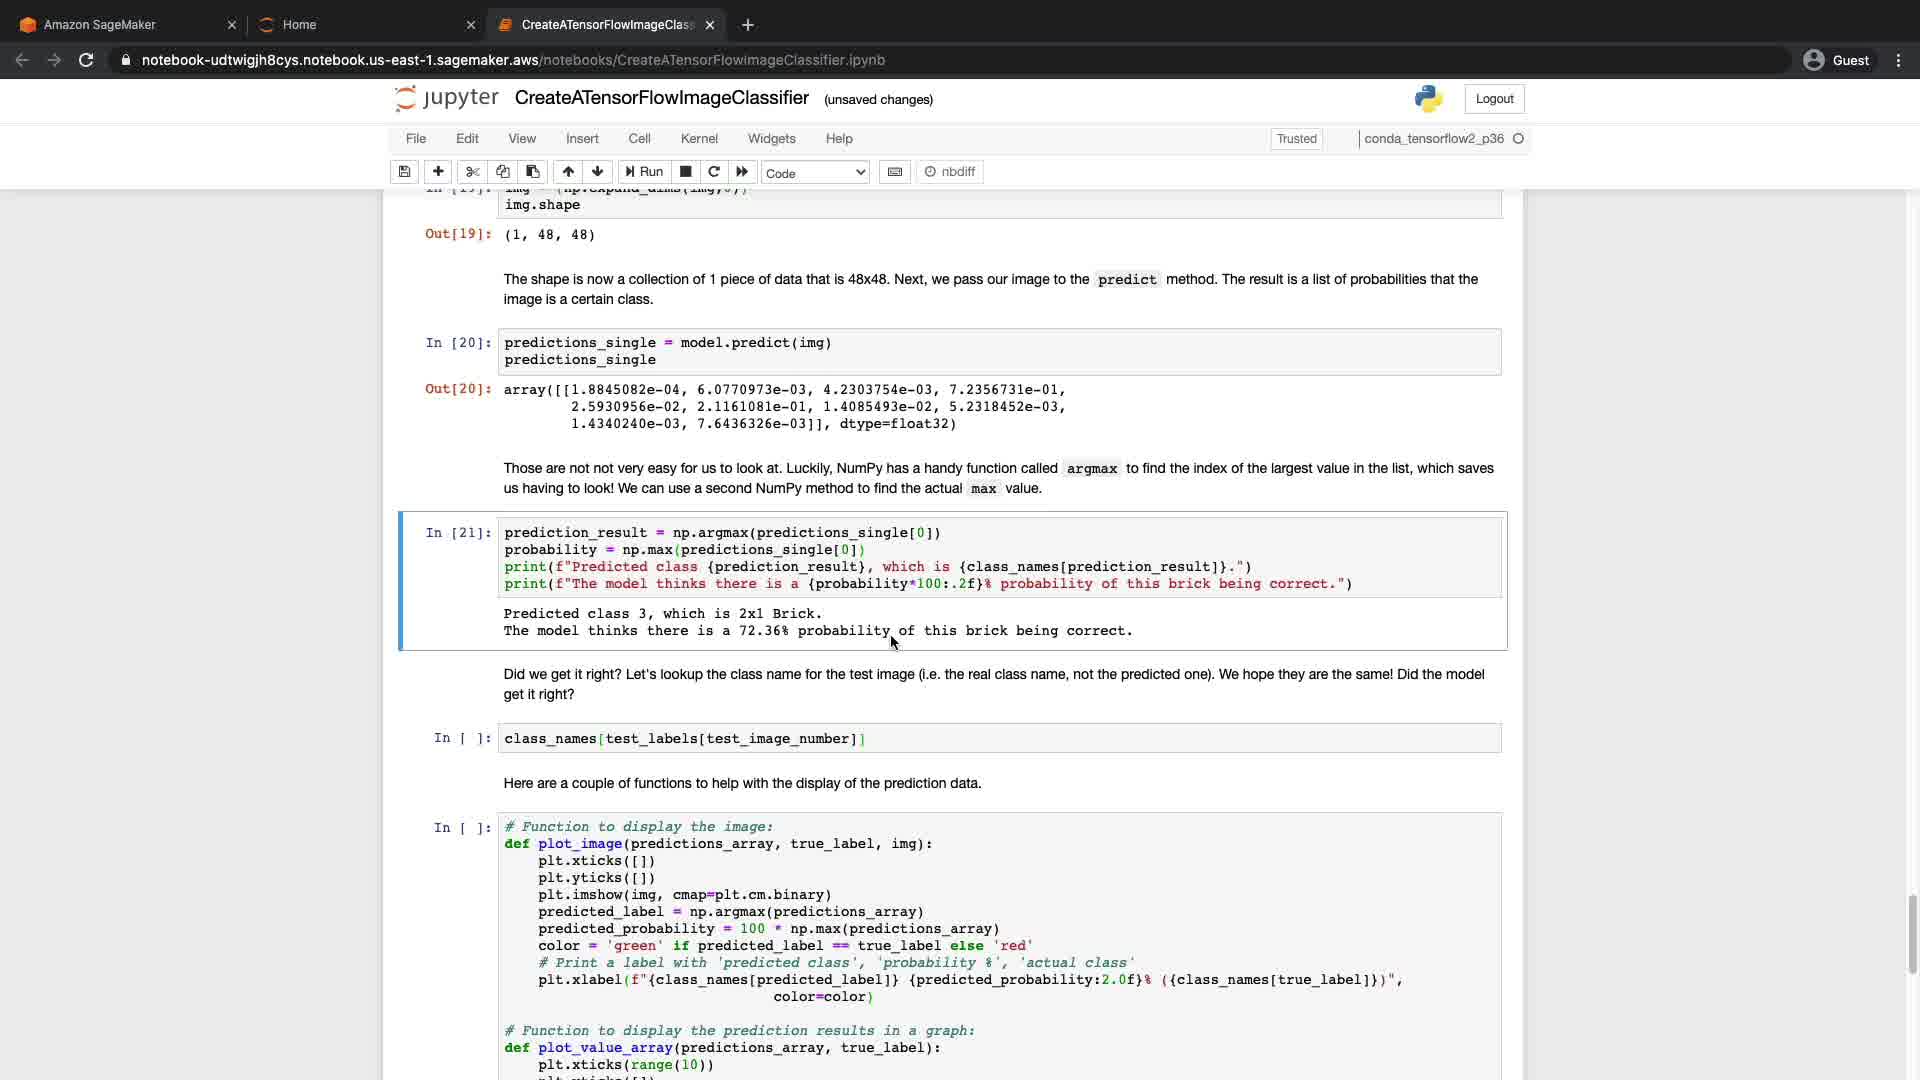 Amazon SageMaker
Home
CreateATensorFlowImageClas
notebook-udtwigjh8cys.notebook.us-east-1.sagemaker.aws/notebooks/CreateATensorFlowImageClassifier.ipynb
Guest
jupyter CreateATensorFlowImageClassifier (unsaved changes)
Logout
File Edit View Insert Cell Kernel Widgets Help
Trusted
conda_tensorflow2_p36
Run
Code
nbdiff
In [19]: img = (np.expand_dims(img,0))
img.shape
Out[19]: (1, 48, 48)
The shape is now a collection of 1 piece of data that is 48x48. Next, we pass our image to the predict method. The result is a list of probabilities that the
image is a certain class.
In [20]: predictions_single = model.predict(img)
predictions_single
Out[20]: array([[1.8845082e-04, 6.0770973e-03, 4.2303754e-03, 7.2356731e-01,
2.5930956e-02, 2.1161081e-01, 1.4085493e-02, 5.2318452e-03,
1.4340240e-03, 7.6436326e-03]], dtype=float32)
Those are not not very easy for us to look at. Luckily, NumPy has a handy function called argmax to find the index of the largest value in the list, which saves
us having to look! We can use a second NumPy method to find the actual max value.
In [21]: prediction_result = np.argmax(predictions_single[0])
probability = np.max(predictions_single[0])
print(f"Predicted class {prediction_result}, which is {class_names[prediction_result]}.")
print(f"The model thinks there is a {probability*100:.2f}% probability of this brick being correct.")
Predicted class 3, which is 2x1 Brick.
The model thinks there is a 72.36% probability of this brick being correct.
Did we get it right? Let's lookup the class name for the test image (i.e. the real class name, not the predicted one). We hope they are the same! Did the model
get it right?
In [ ]: class_names[test_labels[test_image_number]]
Here are a couple of functions to help with the display of the prediction data.
In [ ]: # Function to display the image:
def plot_image(predictions_array, true_label, img):
plt.xticks([])
plt.yticks([])
plt.imshow(img, cmap=plt.cm.binary)
predicted_label = np.argmax(predictions_array)
predicted_probability = 100 * np.max(predictions_array)
color = 'green' if predicted_label == true_label else 'red'
# Print a label with 'predicted class', 'probability %', 'actual class'
plt.xlabel(f"{class_names[predicted_label]} {predicted_probability:2.0f}% ({class_names[true_label]})",
color=color)
# Function to display the prediction results in a graph:
def plot_value_array(predictions_array, true_label):
plt.xticks(range(10))